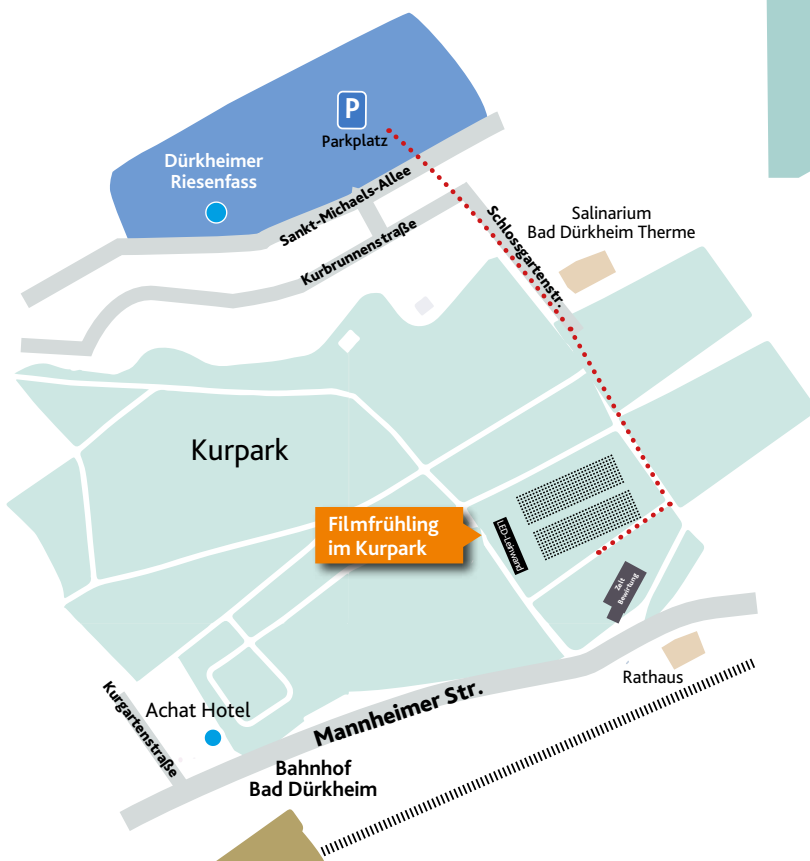 P
Parkplatz
Dürkheimer
Riesenfass
Sankt-Michaels-Allee
Kurbrunnenstraße
Schlossgartenstr.
Salinarium
Bad Dürkheim Therme
Kurpark
Filmfrühling
im Kurpark
LED-Leinwand
Zelt
Bewirtung
Rathaus
Mannheimer Str.
Kurgartenstraße
Achat Hotel
Bahnhof
Bad Dürkheim